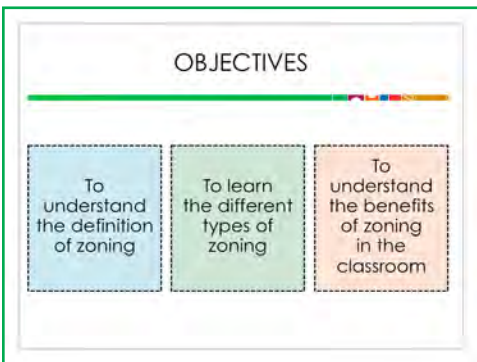 OBJECTIVES
To
understand
the definition
of zoning
To learn
the different
types of
zoning
To
understand
the benefits
of zoning
in the
classroom